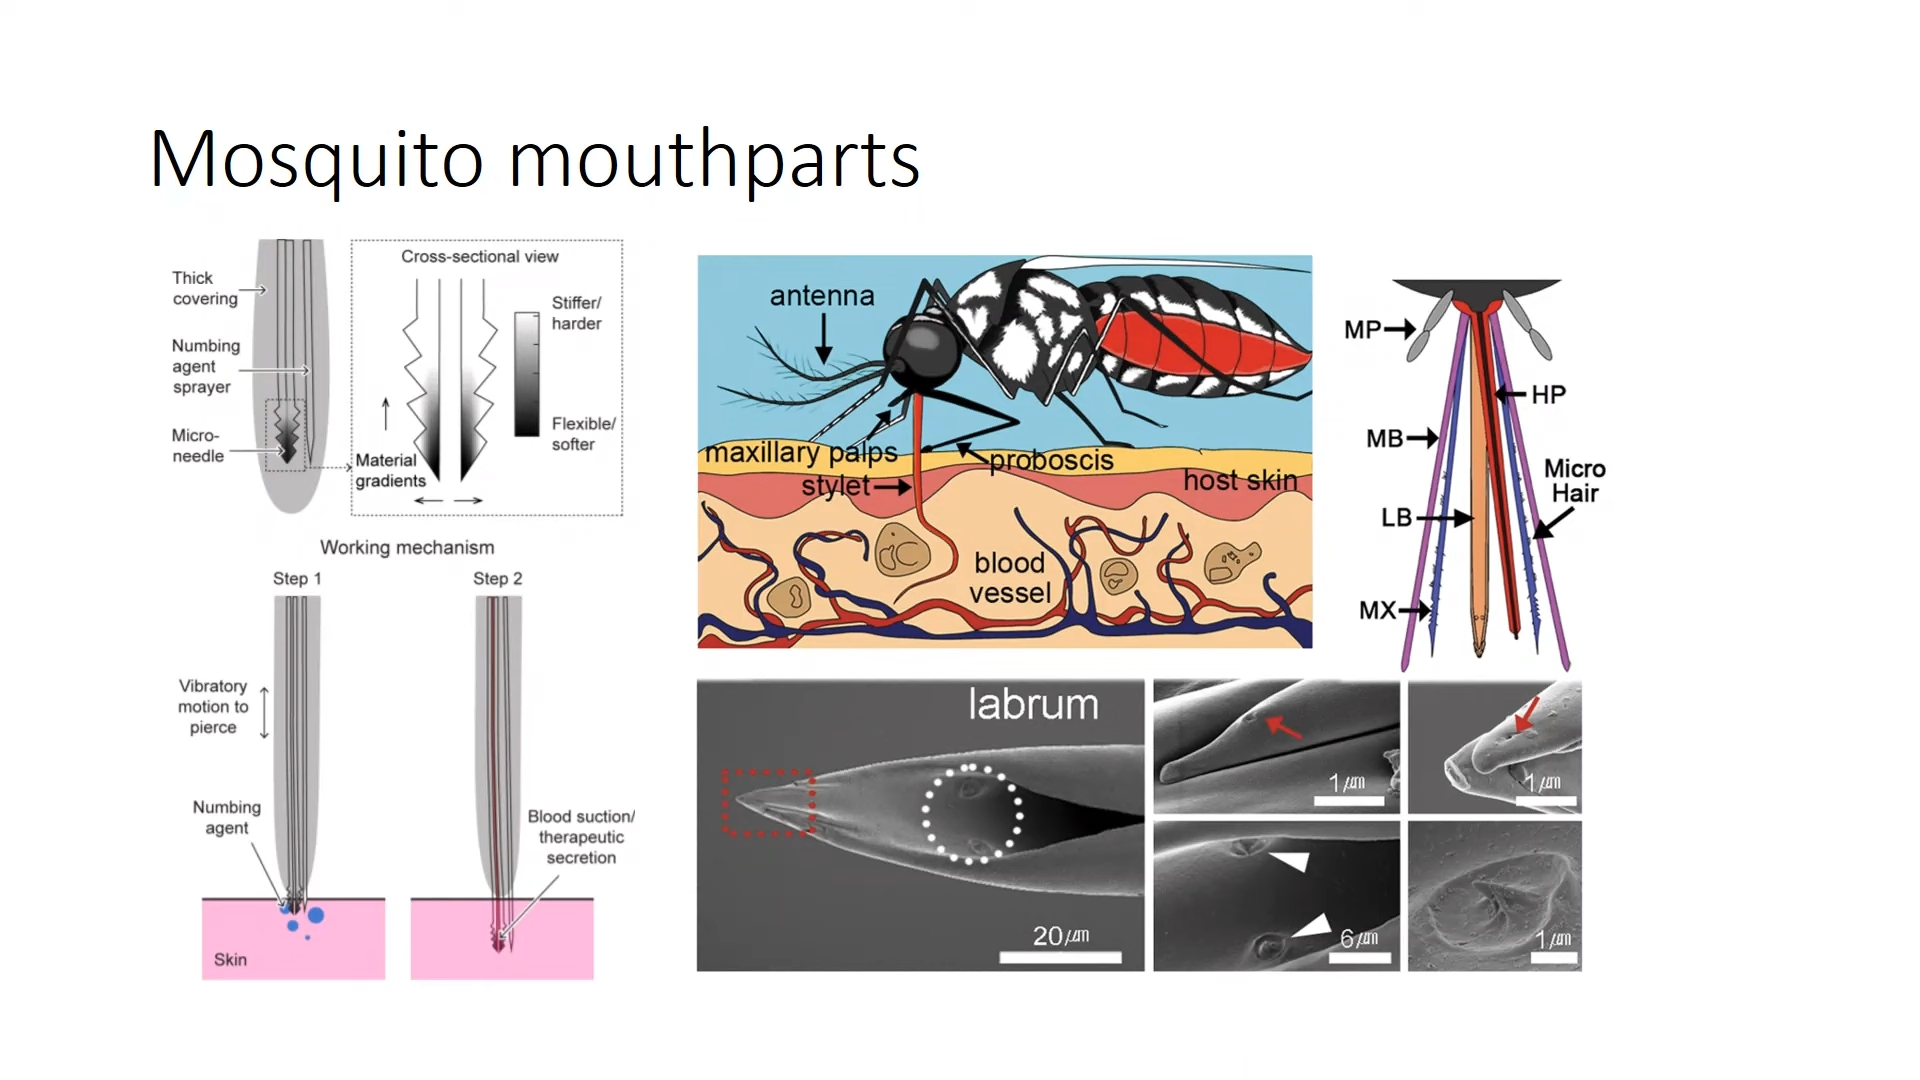 Mosquito mouthparts
Thick
covering
Numbing
agent
sprayer
Micro-
needle
Cross-sectional view
Stiffer/
harder
Flexible/
softer
Material
gradients
Working mechanism
Step 1
Step 2
Vibratory
motion to
pierce
Numbing
agent
Skin
Blood suction/
therapeutic
secretion
antenna
maxillary palps
stylet
proboscis
host skin
blood
vessel
MP
HP
MB
Micro
Hair
LB
MX
labrum
20㎛
1㎛
1㎛
6㎛
1㎛